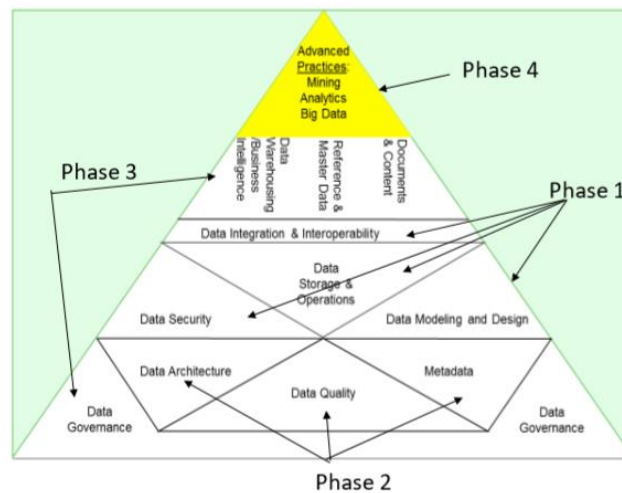 Advanced
Practices:
Mining
Analytics
Big Data
Phase 4
Phase 3
Data
Warehousing
/Business
Intelligence
Reference &
Master Data
Documents
& Content
Phase 1
Data Integration & Interoperability
Data
Storage &
Operations
Data Security
Data Modeling and Design
Data Architecture
Metadata
Data Quality
Data
Governance
Data
Governance
Phase 2